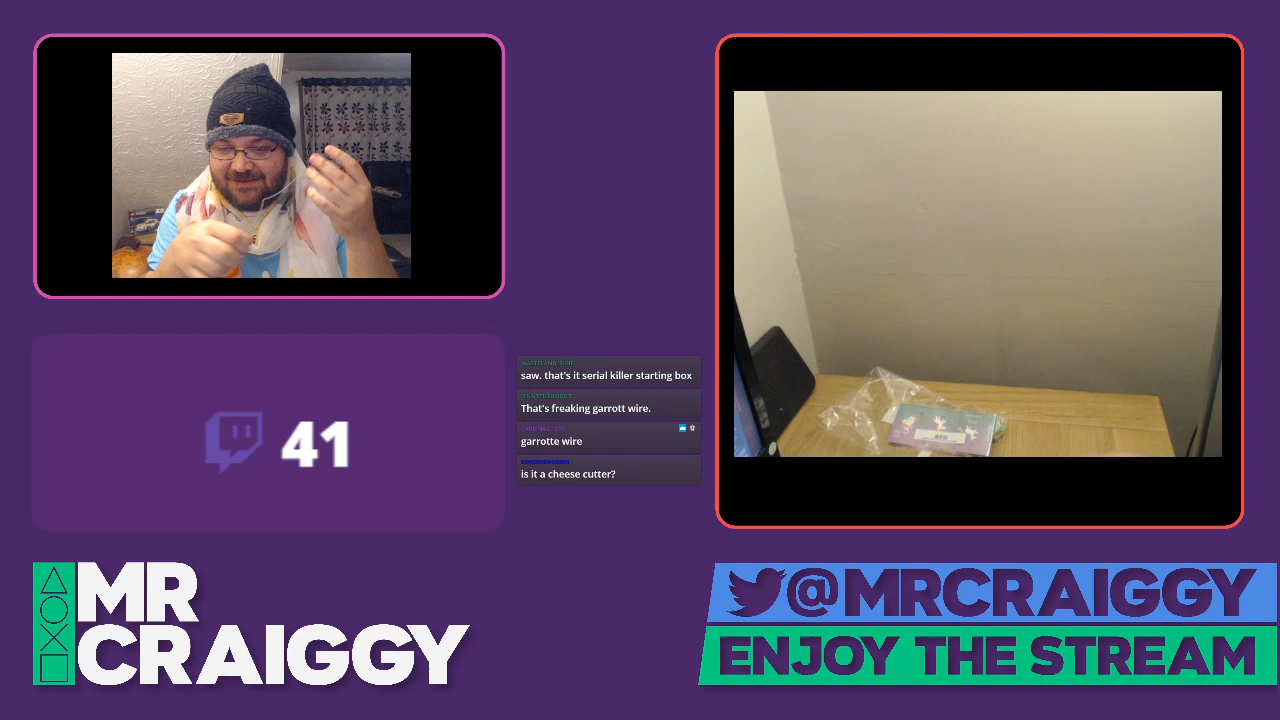 saw. that's it serial killer starting box
That's freaking garrott wire.
garrotte wire
is it a cheese cutter?
41
MR
CRAIGGY
@MRCRAIGGY
ENJOY THE STREAM